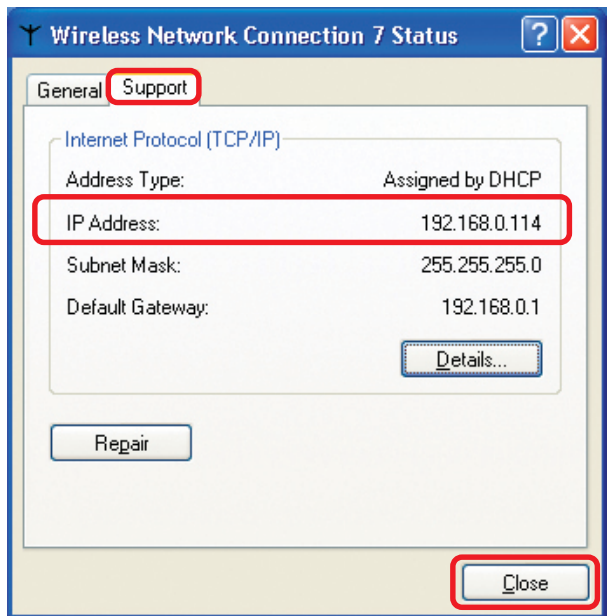 Wireless Network Connection 7 Status
General Support
Internet Protocol (TCP/IP)
Address Type: Assigned by DHCP
IP Address: 192.168.0.114
Subnet Mask: 255.255.255.0
Default Gateway: 192.168.0.1
Details...
Repair
Close